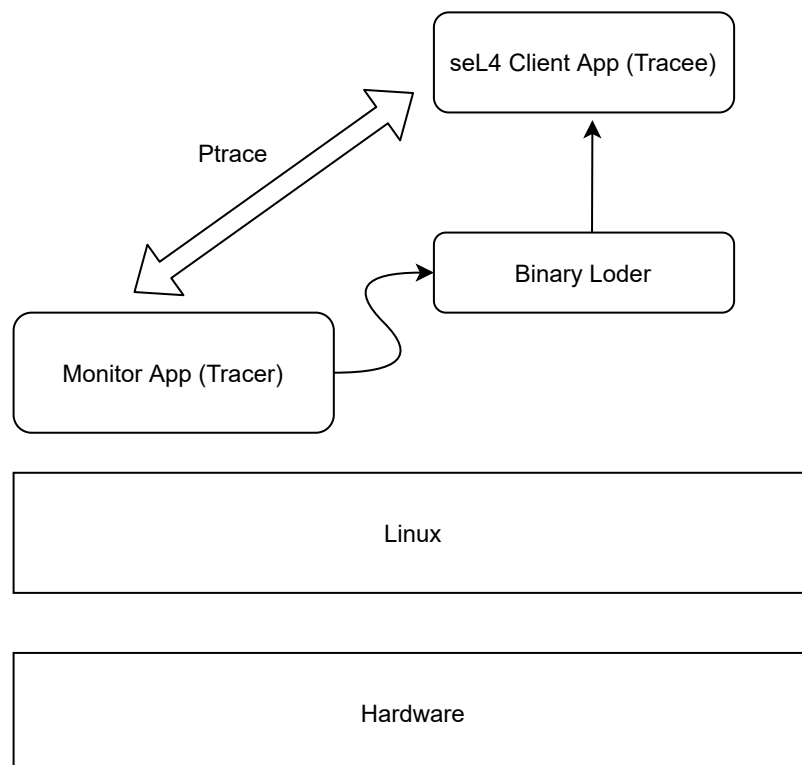 seL4 Client App (Tracee)
Ptrace
Binary Loder
Monitor App (Tracer)
Linux
Hardware